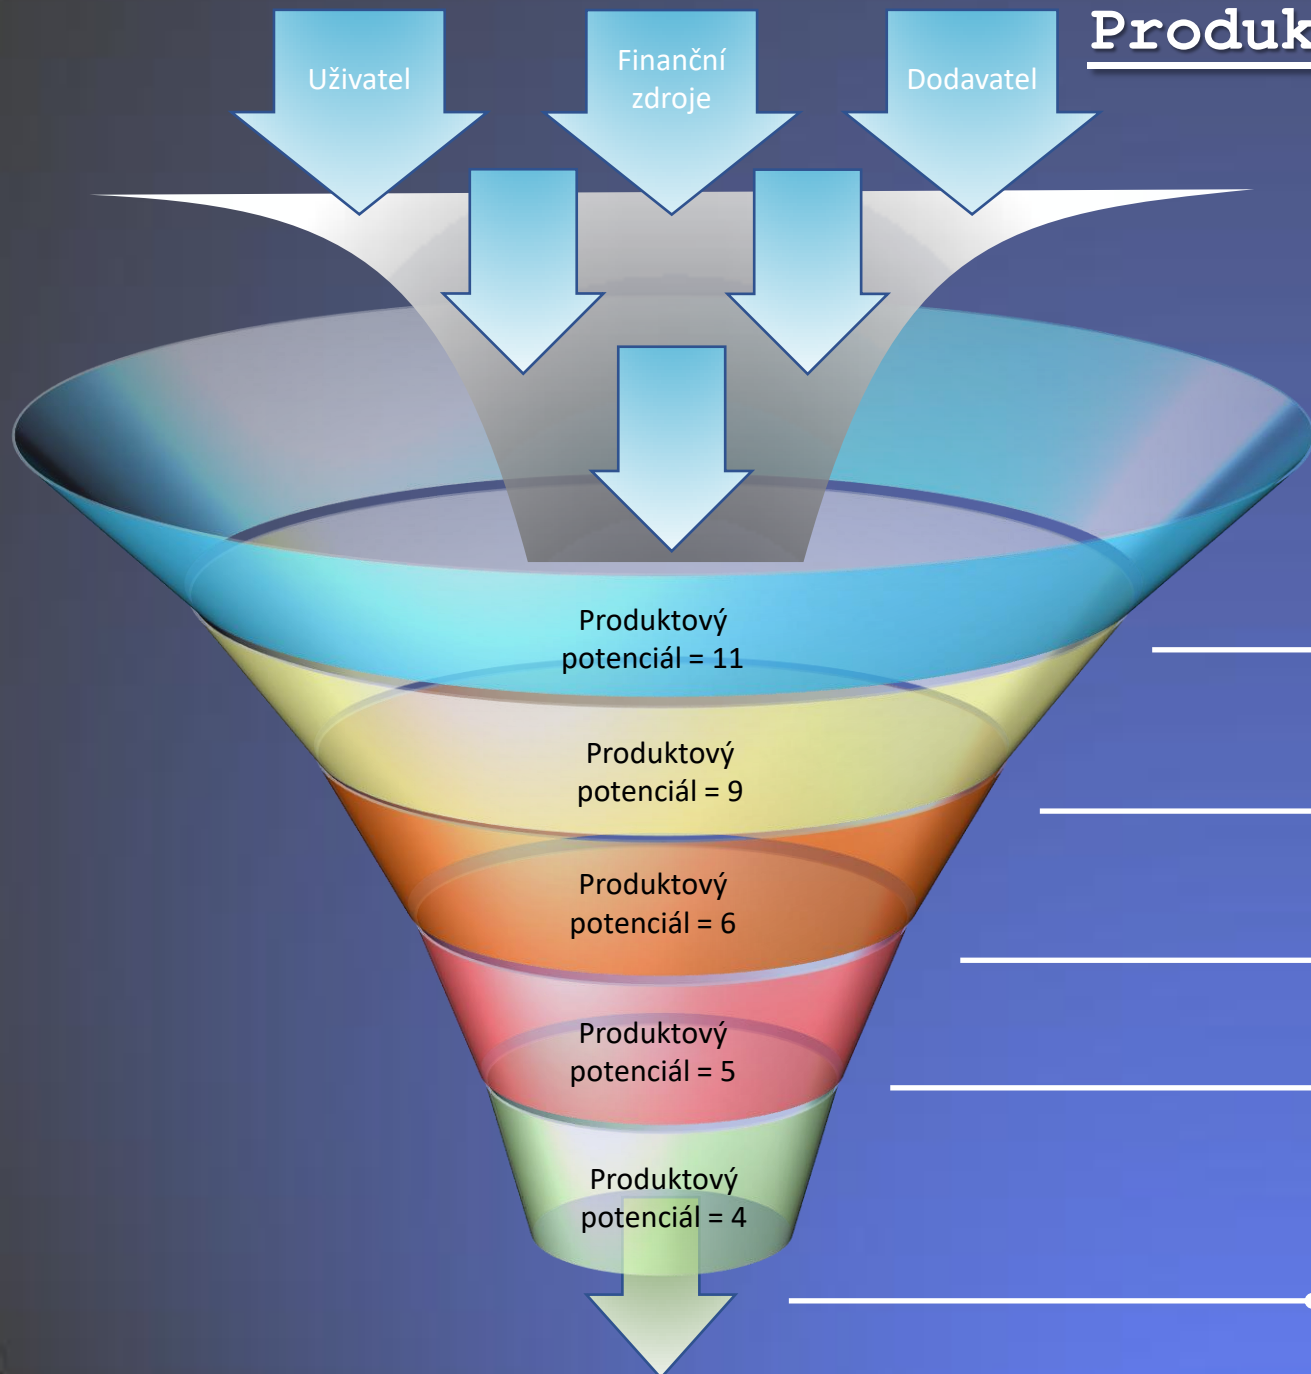 Produk
Uživatel
Finanční
zdroje
Dodavatel
Produktový
potenciál = 11
Produktový
potenciál = 9
Produktový
potenciál = 6
Produktový
potenciál = 5
Produktový
potenciál = 4